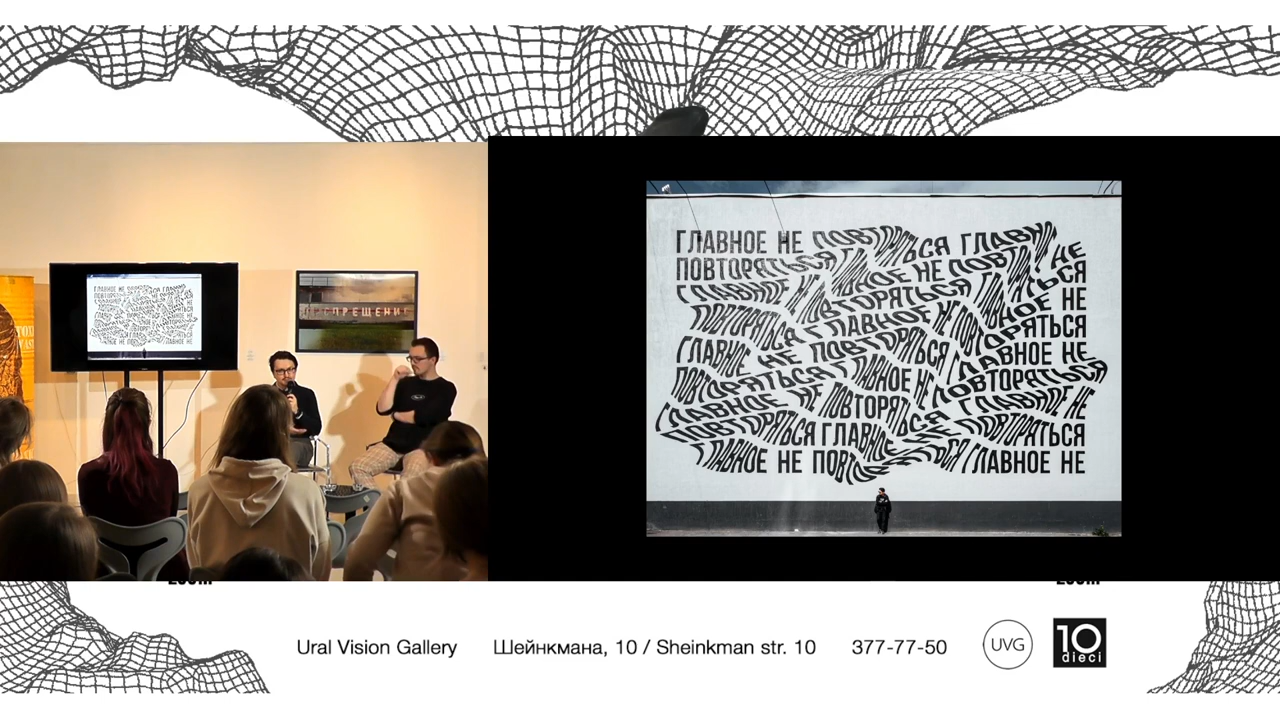 ПРЕЩЕНИ
ГЛАВНОЕ НЕ ПОВТОРЯТЬСЯ ГЛАВНОЕ НЕ
ПОВТОРЯТЬСЯ ГЛАВНОЕ НЕ ПОВТОРЯТЬСЯ
ГЛАВНОЕ НЕ ПОВТОРЯТЬСЯ ГЛАВНОЕ НЕ
ПОВТОРЯТЬСЯ ГЛАВНОЕ НЕ ПОВТОРЯТЬСЯ
ГЛАВНОЕ НЕ ПОВТОРЯТЬСЯ ГЛАВНОЕ НЕ
ПОВТОРЯТЬСЯ ГЛАВНОЕ НЕ ПОВТОРЯТЬСЯ
ГЛАВНОЕ НЕ ПОВТОРЯТЬСЯ ГЛАВНОЕ НЕ
ПОВТОРЯТЬСЯ ГЛАВНОЕ НЕ ПОВТОРЯТЬСЯ
ГЛАВНОЕ НЕ ПОВТОРЯТЬСЯ ГЛАВНОЕ НЕ
Ural Vision Gallery Шейнкмана, 10 / Sheinkman str. 10 377-77-50 UVG 10
dieci